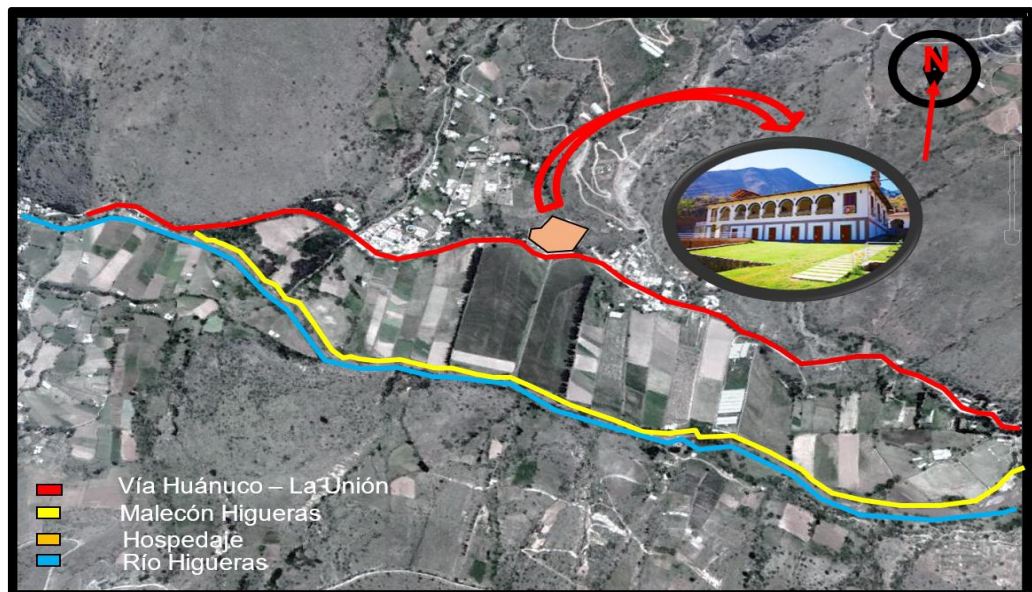 N
Vía Huánuco – La Unión
Malecón Higueras
Hospedaje
Río Higueras